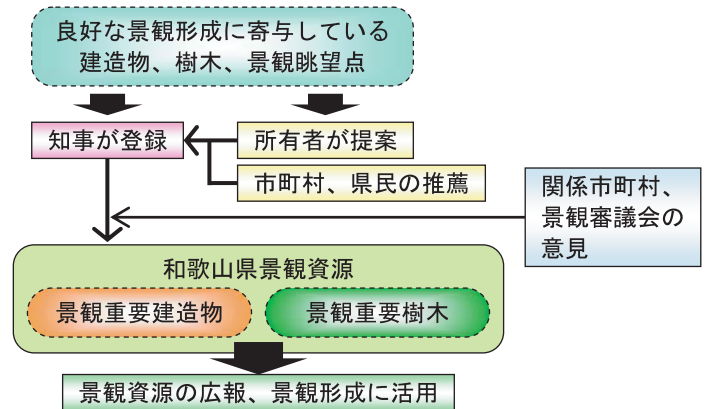 良好な景観形成に寄与している
建造物、樹木、景観眺望点
知事が登録
所有者が提案
市町村、県民の推薦
関係市町村、
景観審議会の
意見
和歌山県景観資源
景観重要建造物
景観重要樹木
景観資源の広報、景観形成に活用